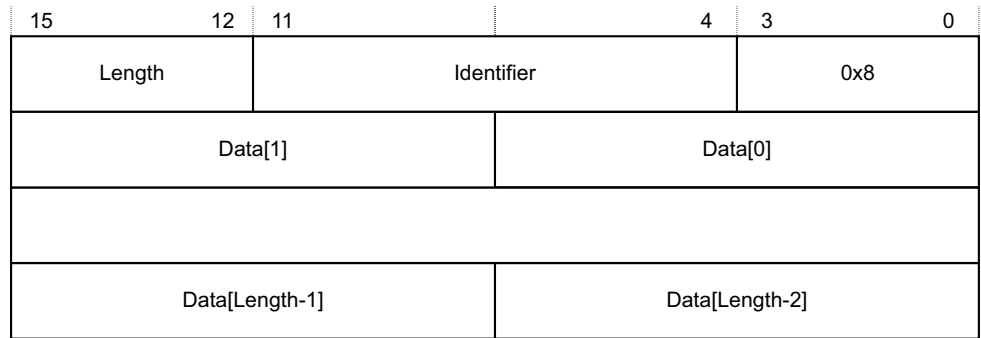 15 12 11 4 3 0
Length Identifier 0x8
Data[1] Data[0]
Data[Length-1] Data[Length-2]